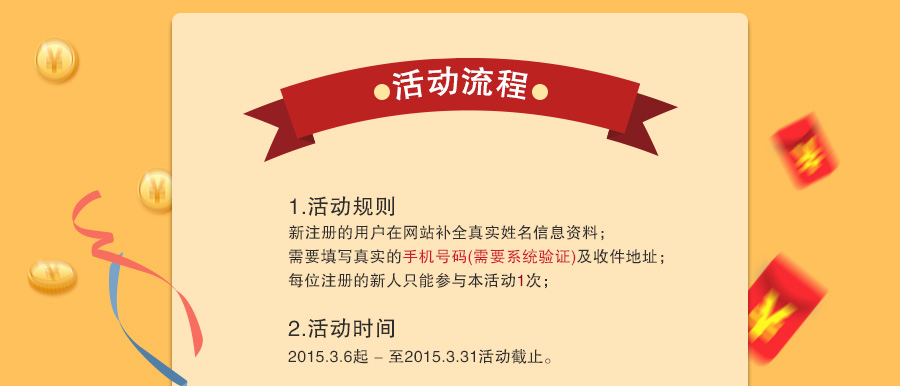 活动流程
1.活动规则
新注册的用户在网站补全真实姓名信息资料；
需要填写真实的手机号码(需要系统验证)及收件地址；
每位注册的新人只能参与本活动1次；
2.活动时间
2015.3.6起 – 至2015.3.31活动截止。